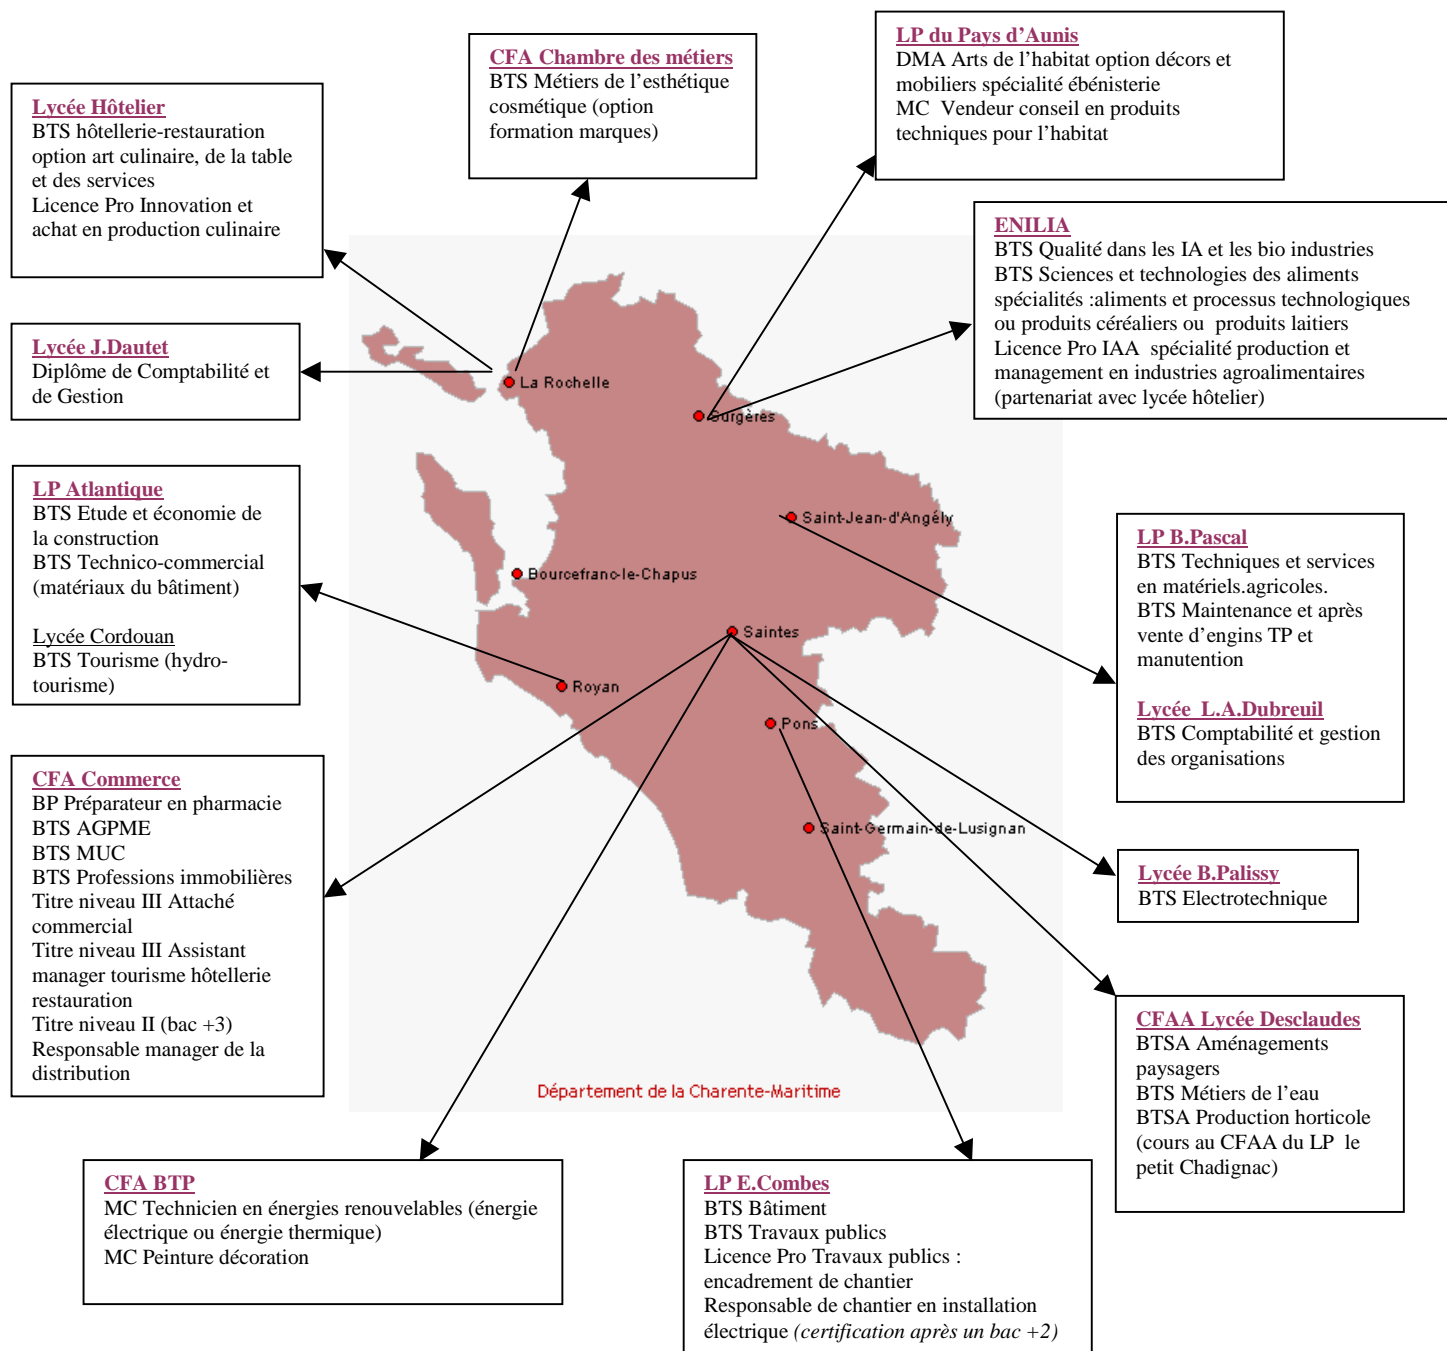 LP du Pays d'Aunis
DMA Arts de l'habitat option décors et
mobiliers spécialité ébénisterie
MC  Vendeur conseil en produits
techniques pour l'habitat
CFA Chambre des métiers
BTS Métiers de l'esthétique
cosmétique (option
formation marques)
Lycée Hôtelier
BTS hôtellerie-restauration
option art culinaire, de la table
et des services
Licence Pro Innovation et
achat en production culinaire
ENILIA
BTS Qualité dans les IA et les bio industries
BTS Sciences et technologies des aliments
spécialités :aliments et processus technologiques
ou produits céréaliers ou  produits laitiers
Licence Pro IAA  spécialité production et
management en industries agroalimentaires
(partenariat avec lycée hôtelier)
Lycée J.Dautet
Diplôme de Comptabilité et
de Gestion
La Rochelle
Surgères
Saint-Jean-d'Angély
Bourcefranc-le-Chapus
Saintes
Royan
Pons
Saint-Germain-de-Lusignan
Département de la Charente-Maritime
LP Atlantique
BTS Etude et économie de
la construction
BTS Technico-commercial
(matériaux du bâtiment)
Lycée Cordouan
BTS Tourisme (hydro-
tourisme)
LP B.Pascal
BTS Techniques et services
en matériels.agricoles.
BTS Maintenance et après
vente d'engins TP et
manutention
Lycée  L.A.Dubreuil
BTS Comptabilité et gestion
des organisations
CFA Commerce
BP Préparateur en pharmacie
BTS AGPME
BTS MUC
BTS Professions immobilières
Titre niveau III Attaché
commercial
Titre niveau III Assistant
manager tourisme hôtellerie
restauration
Titre niveau II (bac +3)
Responsable manager de la
distribution
Lycée B.Palissy
BTS Electrotechnique
CFAA Lycée Desclaudes
BTSA Aménagements
paysagers
BTS Métiers de l'eau
BTSA Production horticole
(cours au CFAA du LP  le
petit Chadignac)
CFA BTP
MC Technicien en énergies renouvelables (énergie
électrique ou énergie thermique)
MC Peinture décoration
LP E.Combes
BTS Bâtiment
BTS Travaux publics
Licence Pro Travaux publics :
encadrement de chantier
Responsable de chantier en installation
électrique (certification après un bac +2)